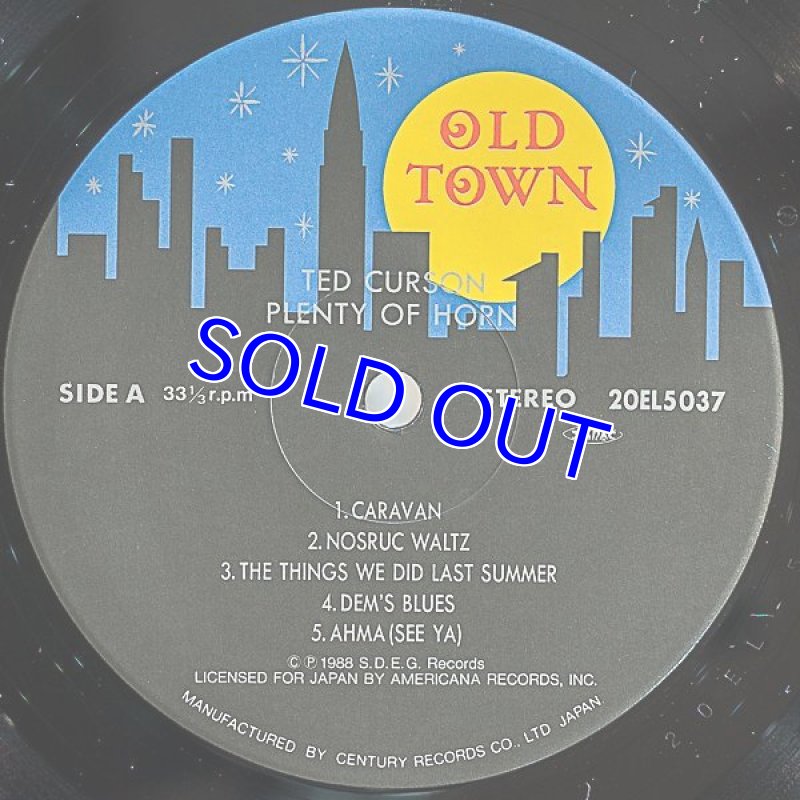 OLD
TOWN
TED CURSON
PLENTY OF HORN
SIDE A 33⅓ r.p.m STEREO 20EL5037
SOLD OUT
1. CARAVAN
2. NOSRUC WALTZ
3. THE THINGS WE DID LAST SUMMER
4. DEM'S BLUES
5. AHMA (SEE YA)
© ℗ 1988 S.D.E.G. Records
LICENSED FOR JAPAN BY AMERICANA RECORDS, INC.
MANUFACTURED BY CENTURY RECORDS CO., LTD JAPAN.